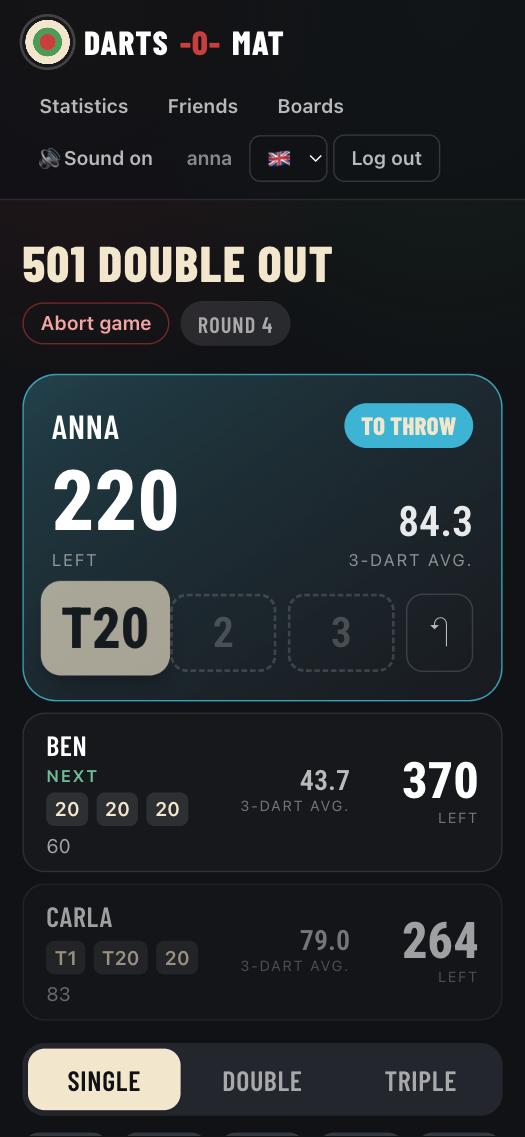 DARTS -O- MAT
Statistics Friends Boards
Sound on anna Log out
501 DOUBLE OUT
Abort game ROUND 4
ANNA TO THROW
220 84.3
LEFT 3-DART AVG.
T20 2 3
BEN
NEXT
20 20 20
60
43.7
3-DART AVG.
370
LEFT
CARLA
T1 T20 20
83
79.0
3-DART AVG.
264
LEFT
SINGLE DOUBLE TRIPLE